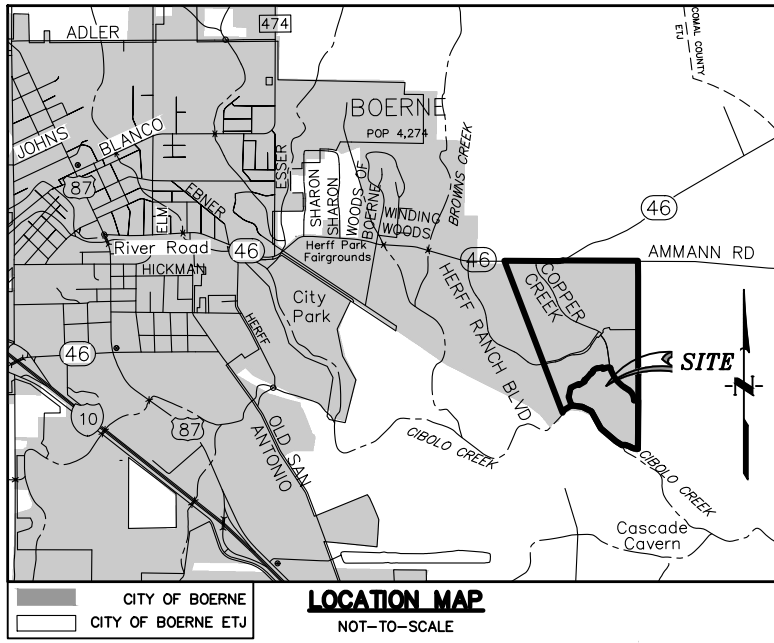 474
ADLER
COMAL COUNTY
ETJ
BOERNE
POP 4,274
JOHNS
BLANCO
ESSER
BROWNS CREEK
SHARON
SHARON
WOODS OF
BOERNE
87
EBNER
ELM
WINDING
WOODS
46
River Road
46
Herff Park
Fairgrounds
46
AMMANN RD
HICKMAN
City
Park
HERFF RANCH BLVD
COPPER
CREEK
HERFF
46
SITE
N
10
87
OLD SAN
ANTONIO
CIBOLO CREEK
CIBOLO CREEK
Cascade
Cavern
CITY OF BOERNE
CITY OF BOERNE ETJ
LOCATION MAP
NOT-TO-SCALE